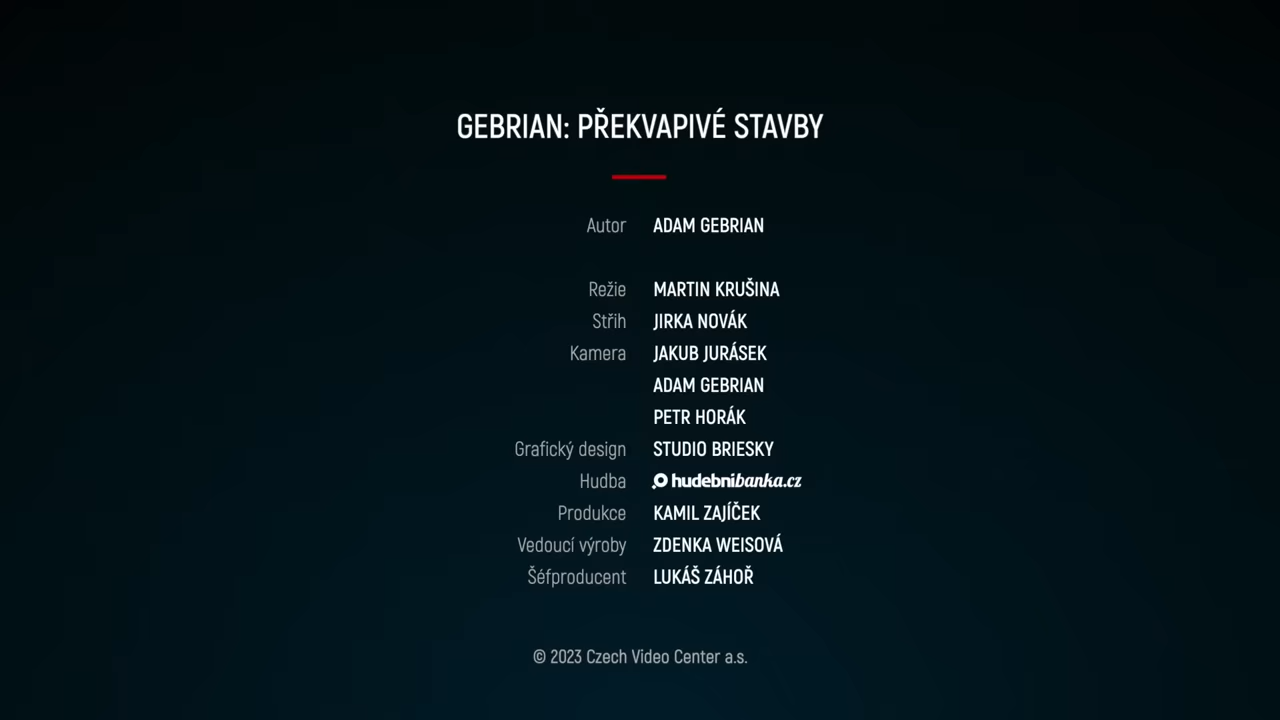 GEBRIAN: PŘEKVAPIVÉ STAVBY
Autor ADAM GEBRIAN
Režie MARTIN KRUŠINA
Střih JIRKA NOVÁK
Kamera JAKUB JURÁSEK
ADAM GEBRIAN
PETR HORÁK
Grafický design STUDIO BRIESKY
Hudba hudebníbanka.cz
Produkce KAMIL ZAJÍČEK
Vedoucí výroby ZDENKA WEISOVÁ
Šéfproducent LUKÁŠ ZÁHOŘ
© 2023 Czech Video Center a.s.